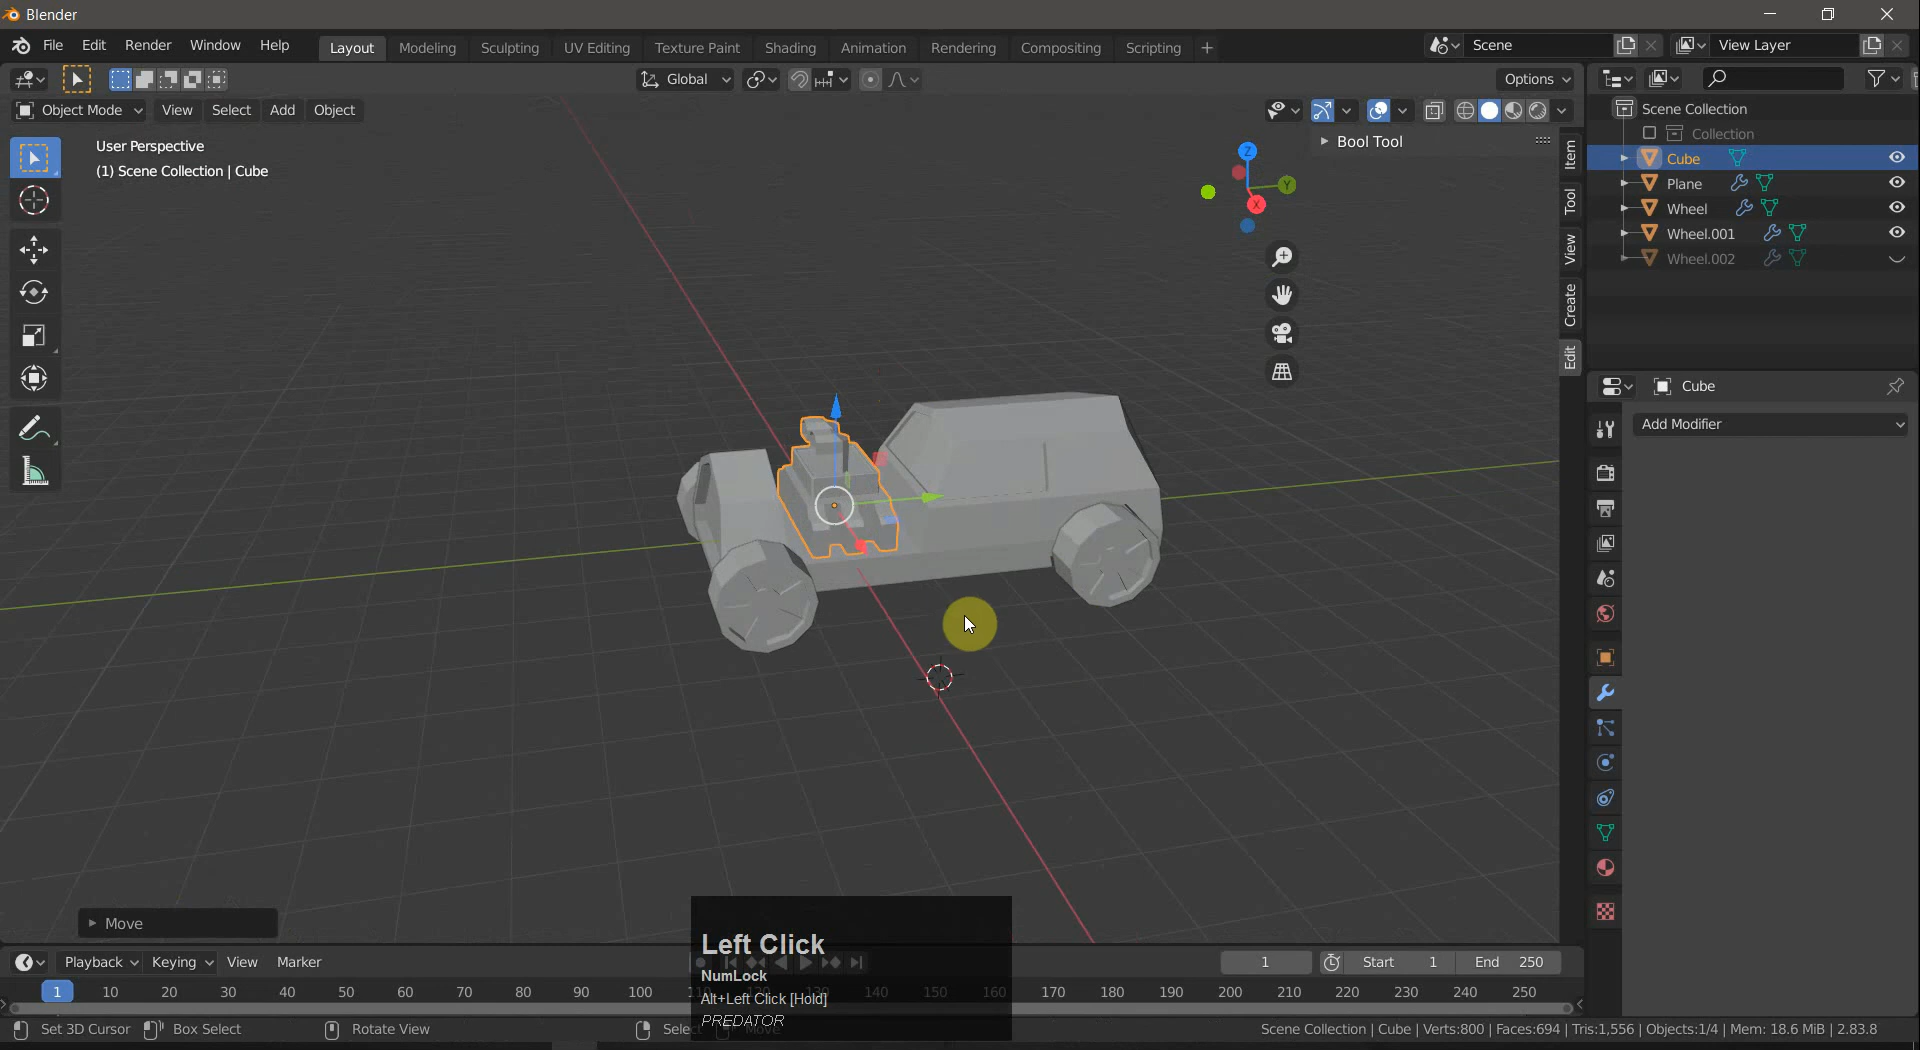 Blender
File Edit Render Window Help Layout Modeling Sculpting UV Editing Texture Paint Shading Animation Rendering Compositing Scripting + Scene View Layer
Global Options
Object Mode View Select Add Object
User Perspective
(1) Scene Collection | Cube
Bool Tool
Z
Y
X
Item
Tool
View
Create
Edit
Scene Collection
Collection
Cube
Plane
Wheel
Wheel.001
Wheel.002
Cube
Add Modifier
Move
Left Click
NumLock
Alt+Left Click [Hold]
PREDATOR
Playback Keying View Marker 1 Start 1 End 250
1 10 20 30 40 50 60 70 80 90 100 140 150 160 170 180 190 200 210 220 230 240 250
Set 3D Cursor Box Select Rotate View Select Move Scene Collection | Cube | Verts:800 | Faces:694 | Tris:1,556 | Objects:1/4 | Mem: 18.6 MiB | 2.83.8